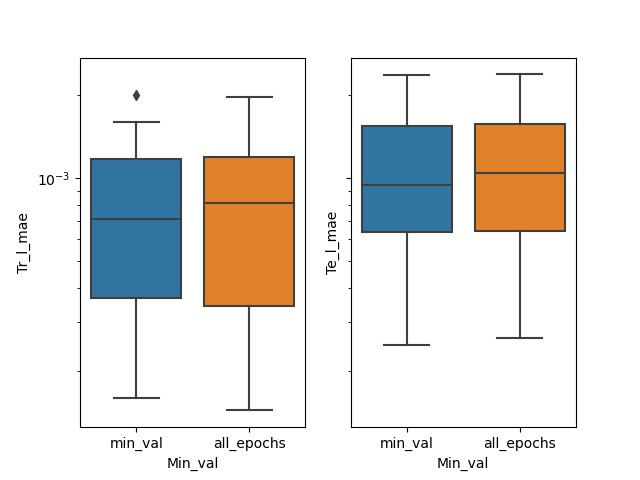 Tr_l_mae
10⁻³
min_val
all_epochs
Min_val
Te_l_mae
min_val
all_epochs
Min_val